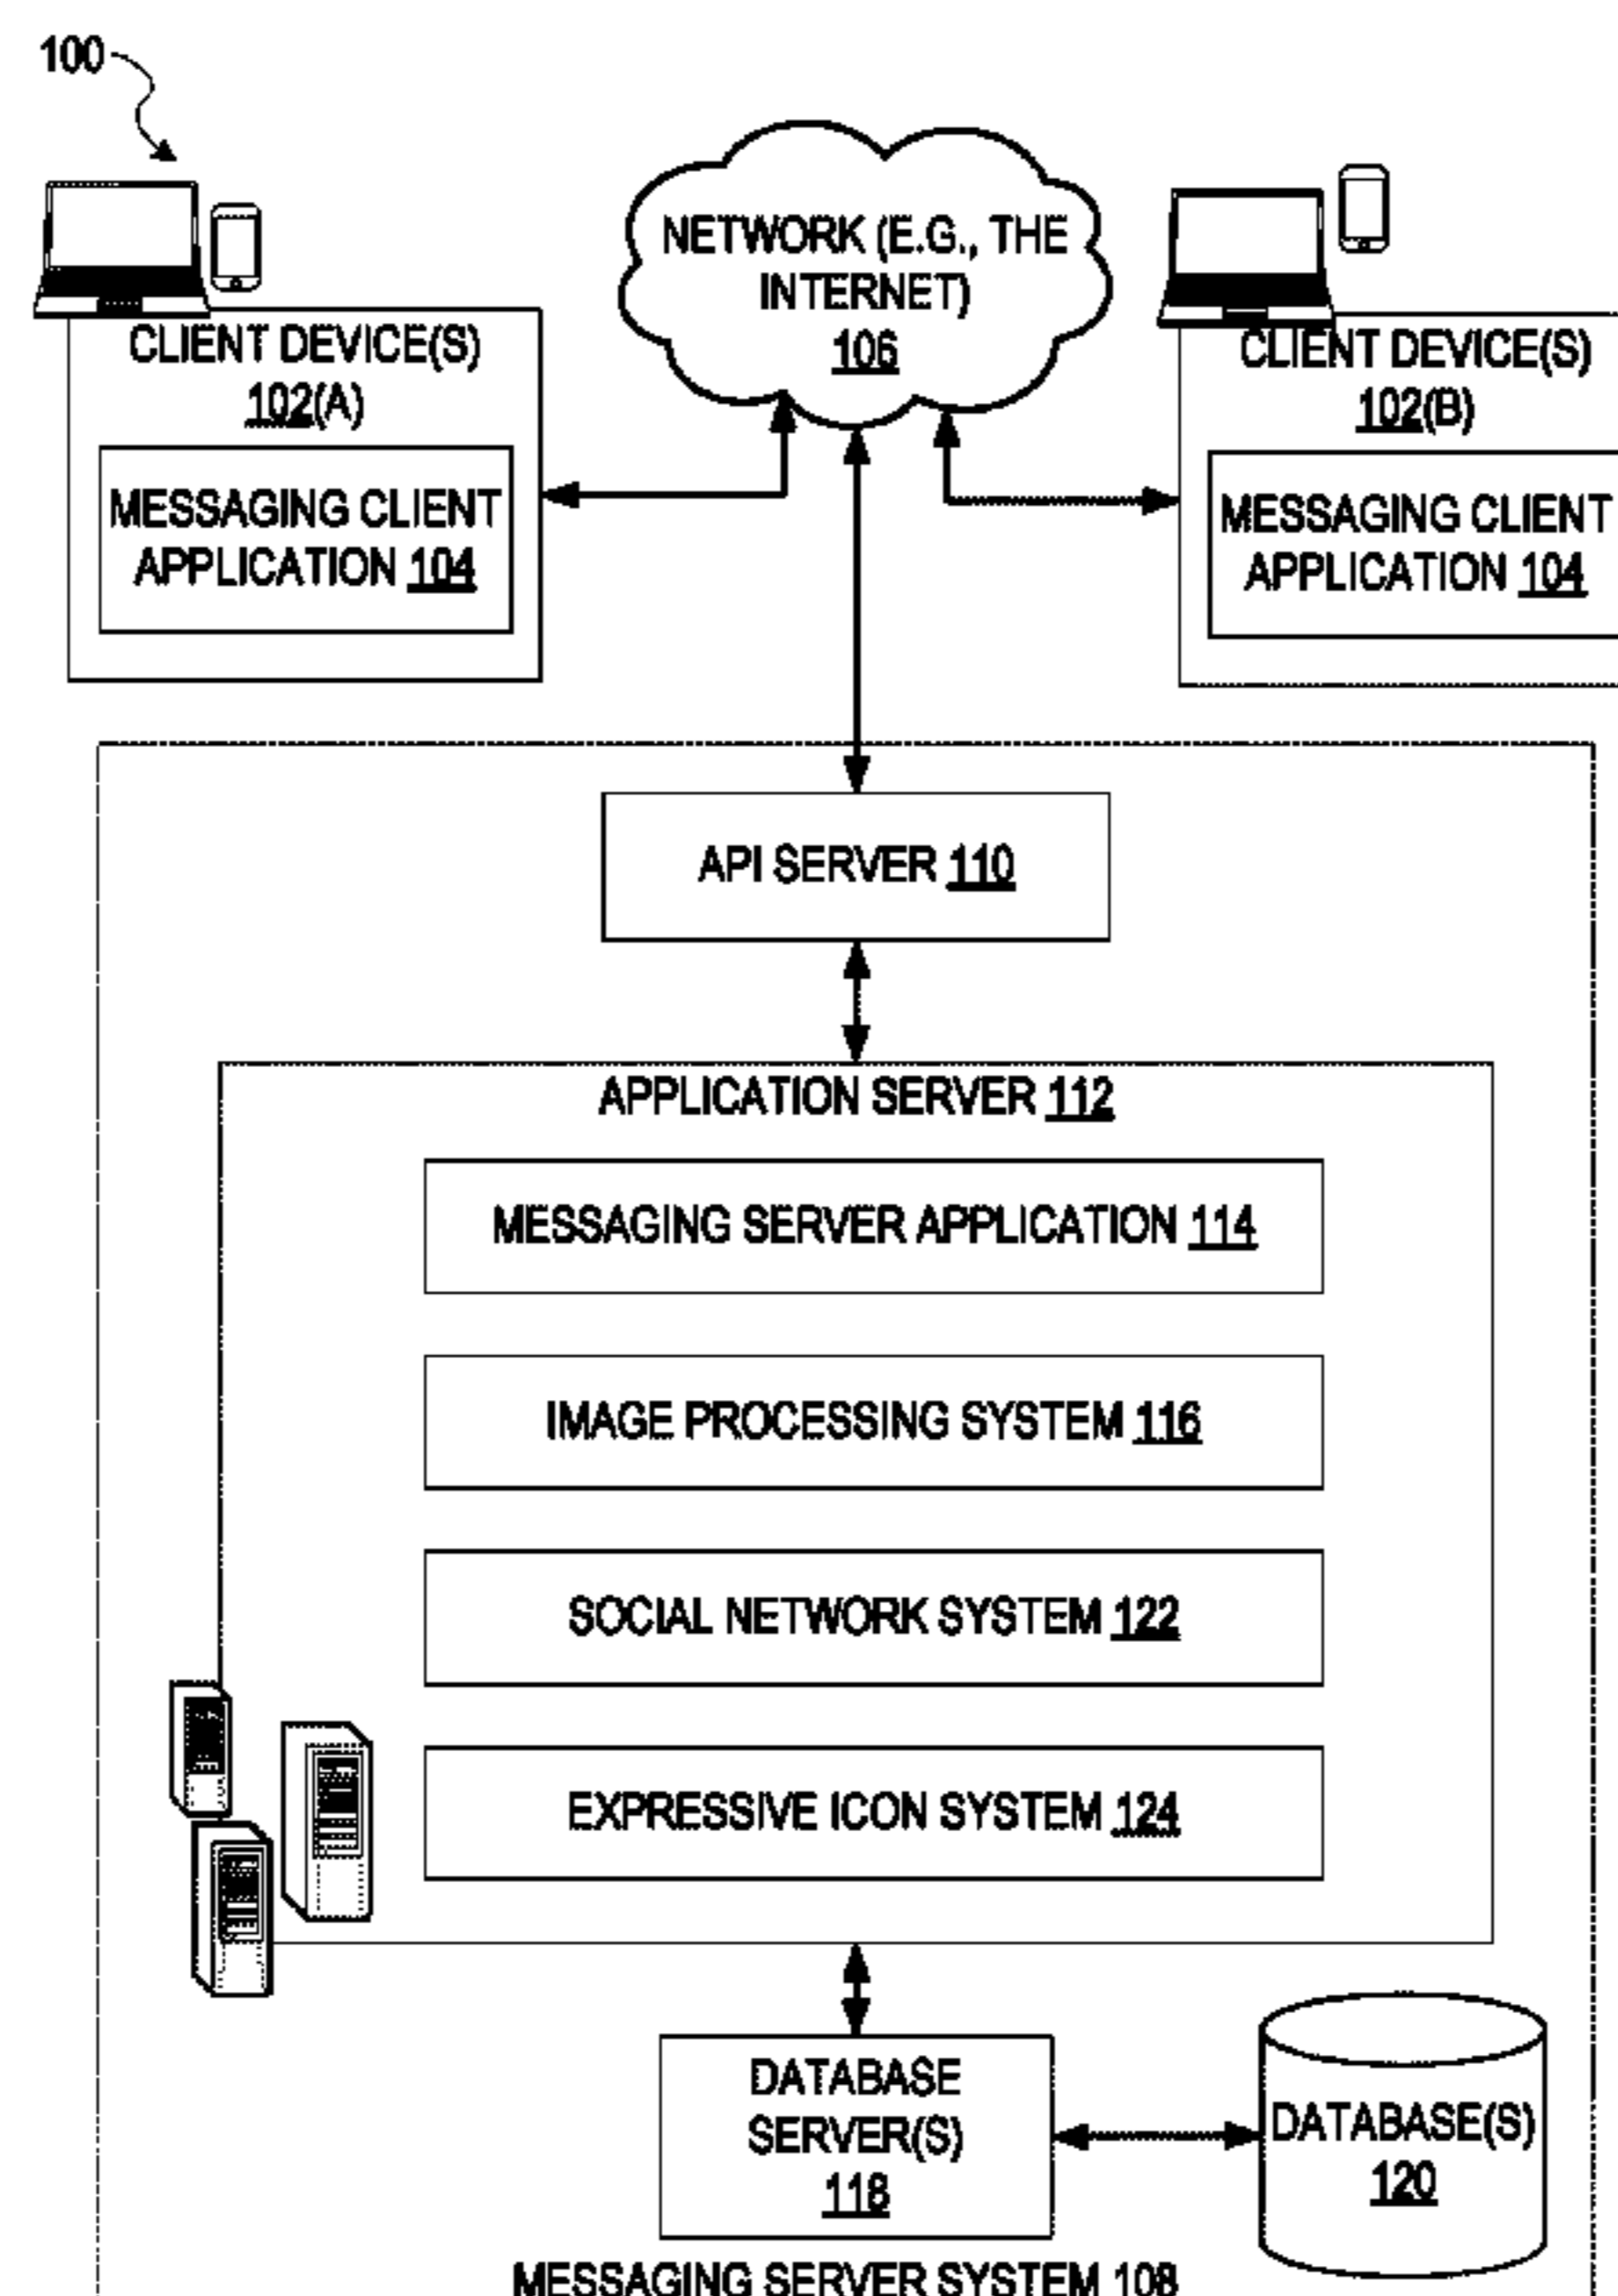 100
NETWORK (E.G., THE
INTERNET)
106
CLIENT DEVICE(S)
102(A)
MESSAGING CLIENT
APPLICATION 104
CLIENT DEVICE(S)
102(B)
MESSAGING CLIENT
APPLICATION 104
API SERVER 110
APPLICATION SERVER 112
MESSAGING SERVER APPLICATION 114
IMAGE PROCESSING SYSTEM 116
SOCIAL NETWORK SYSTEM 122
EXPRESSIVE ICON SYSTEM 124
DATABASE
SERVER(S)
118
DATABASE(S)
120
MESSAGING SERVER SYSTEM 108